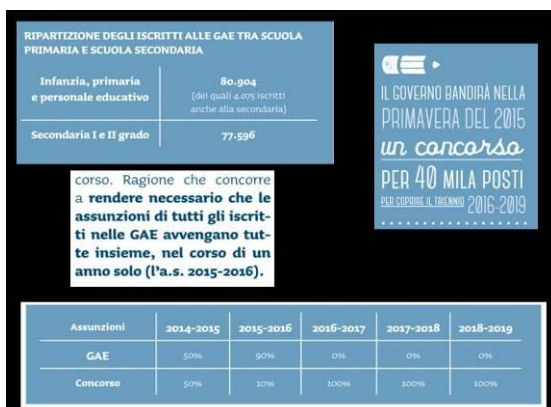 RIPARTIZIONE DEGLI ISCRITTI ALLE GAE TRA SCUOLA
PRIMARIA E SCUOLA SECONDARIA
Infanzia, primaria
e personale educativo
80.904
(dei quali 4.075 iscritti
anche alla secondaria)
Secondaria I e II grado
77.596
IL GOVERNO BANDIRÀ NELLA
PRIMAVERA DEL 2015
un concorso
PER 40 MILA POSTI
PER COPRIRE IL TRIENNIO 2016-2019
corso. Ragione che concorre
a rendere necessario che le
assunzioni di tutti gli iscrit-
ti nelle GAE avvengano tut-
te insieme, nel corso di un
anno solo (l'a.s. 2015-2016).
Assunzioni 2014-2015 2015-2016 2016-2017 2017-2018 2018-2019
GAE 50% 90% 0% 0% 0%
Concorso 50% 10% 100% 100% 100%